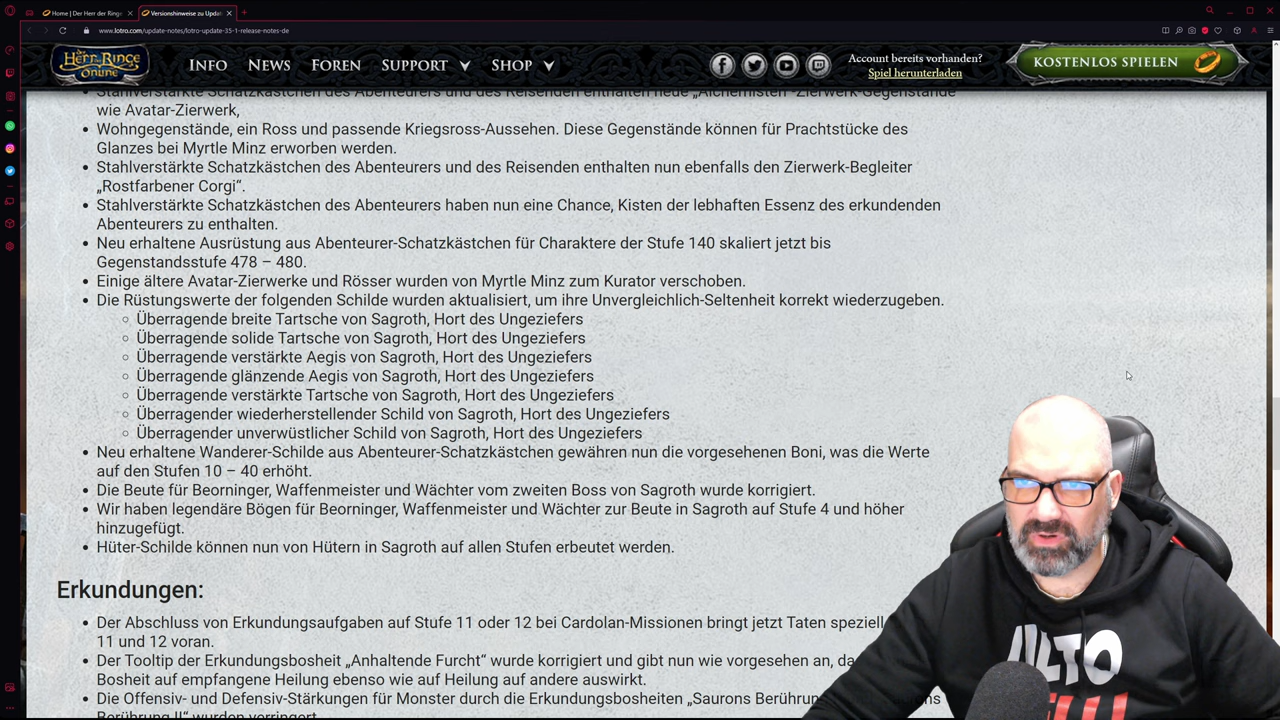 Home | Der Herr der Ringe
Versionshinweise zu Updat
www.lotro.com/update-notes/lotro-update-35-1-release-notes-de
Der
Herr Ringe
Online
INFO
NEWS
FOREN
SUPPORT
SHOP
Account bereits vorhanden?
Spiel herunterladen
KOSTENLOS SPIELEN
Stahlverstärkte Schatzkästchen des Abenteurers und des Reisenden enthalten neue „Alchemisten“-Zierwerk-Gegenstände
wie Avatar-Zierwerk,
Wohngegenstände, ein Ross und passende Kriegsross-Aussehen. Diese Gegenstände können für Prachtstücke des
Glanzes bei Myrtle Minz erworben werden.
Stahlverstärkte Schatzkästchen des Abenteurers und des Reisenden enthalten nun ebenfalls den Zierwerk-Begleiter
„Rostfarbener Corgi“.
Stahlverstärkte Schatzkästchen des Abenteurers haben nun eine Chance, Kisten der lebhaften Essenz des erkundenden
Abenteurers zu enthalten.
Neu erhaltene Ausrüstung aus Abenteurer-Schatzkästchen für Charaktere der Stufe 140 skaliert jetzt bis
Gegenstandsstufe 478 – 480.
Einige ältere Avatar-Zierwerke und Rösser wurden von Myrtle Minz zum Kurator verschoben.
Die Rüstungswerte der folgenden Schilde wurden aktualisiert, um ihre Unvergleichlich-Seltenheit korrekt wiederzugeben.
Überragende breite Tartsche von Sagroth, Hort des Ungeziefers
Überragende solide Tartsche von Sagroth, Hort des Ungeziefers
Überragende verstärkte Aegis von Sagroth, Hort des Ungeziefers
Überragende glänzende Aegis von Sagroth, Hort des Ungeziefers
Überragende verstärkte Tartsche von Sagroth, Hort des Ungeziefers
Überragender wiederherstellender Schild von Sagroth, Hort des Ungeziefers
Überragender unverwüstlicher Schild von Sagroth, Hort des Ungeziefers
Neu erhaltene Wanderer-Schilde aus Abenteurer-Schatzkästchen gewähren nun die vorgesehenen Boni, was die Werte
auf den Stufen 10 – 40 erhöht.
Die Beute für Beorninger, Waffenmeister und Wächter vom zweiten Boss von Sagroth wurde korrigiert.
Wir haben legendäre Bögen für Beorninger, Waffenmeister und Wächter zur Beute in Sagroth auf Stufe 4 und höher
hinzugefügt.
Hüter-Schilde können nun von Hütern in Sagroth auf allen Stufen erbeutet werden.
Erkundungen:
Der Abschluss von Erkundungsaufgaben auf Stufe 11 oder 12 bei Cardolan-Missionen bringt jetzt Taten speziell
11 und 12 voran.
Der Tooltip der Erkundungsbosheit „Anhaltende Furcht“ wurde korrigiert und gibt nun wie vorgesehen an, da
Bosheit auf empfangene Heilung ebenso wie auf Heilung auf andere auswirkt.
Die Offensiv- und Defensiv-Stärkungen für Monster durch die Erkundungsbosheiten „Saurons Berührun
Berührung II“ wurden verringert.